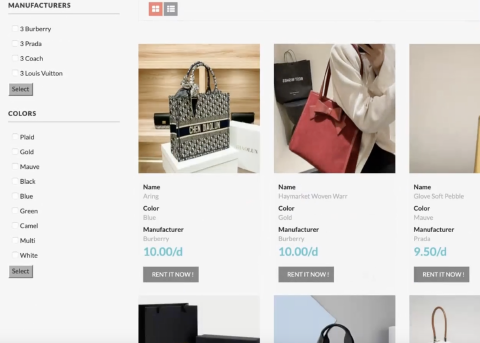 MANUFACTURERS
3 Burberry
3 Prada
3 Coach
3 Louis Vuitton
Select
COLORS
Plaid
Gold
Mauve
Black
Blue
Green
Camel
Multi
White
Select
Name
Aring
Color
Blue
Manufacturer
Burberry
10.00/d
RENT IT NOW !
Name
Haymarket Woven Warr
Color
Gold
Manufacturer
Burberry
10.00/d
RENT IT NOW !
Name
Glove Soft Pebble
Color
Mauve
Manufacturer
Prada
9.50/d
RENT IT NOW !